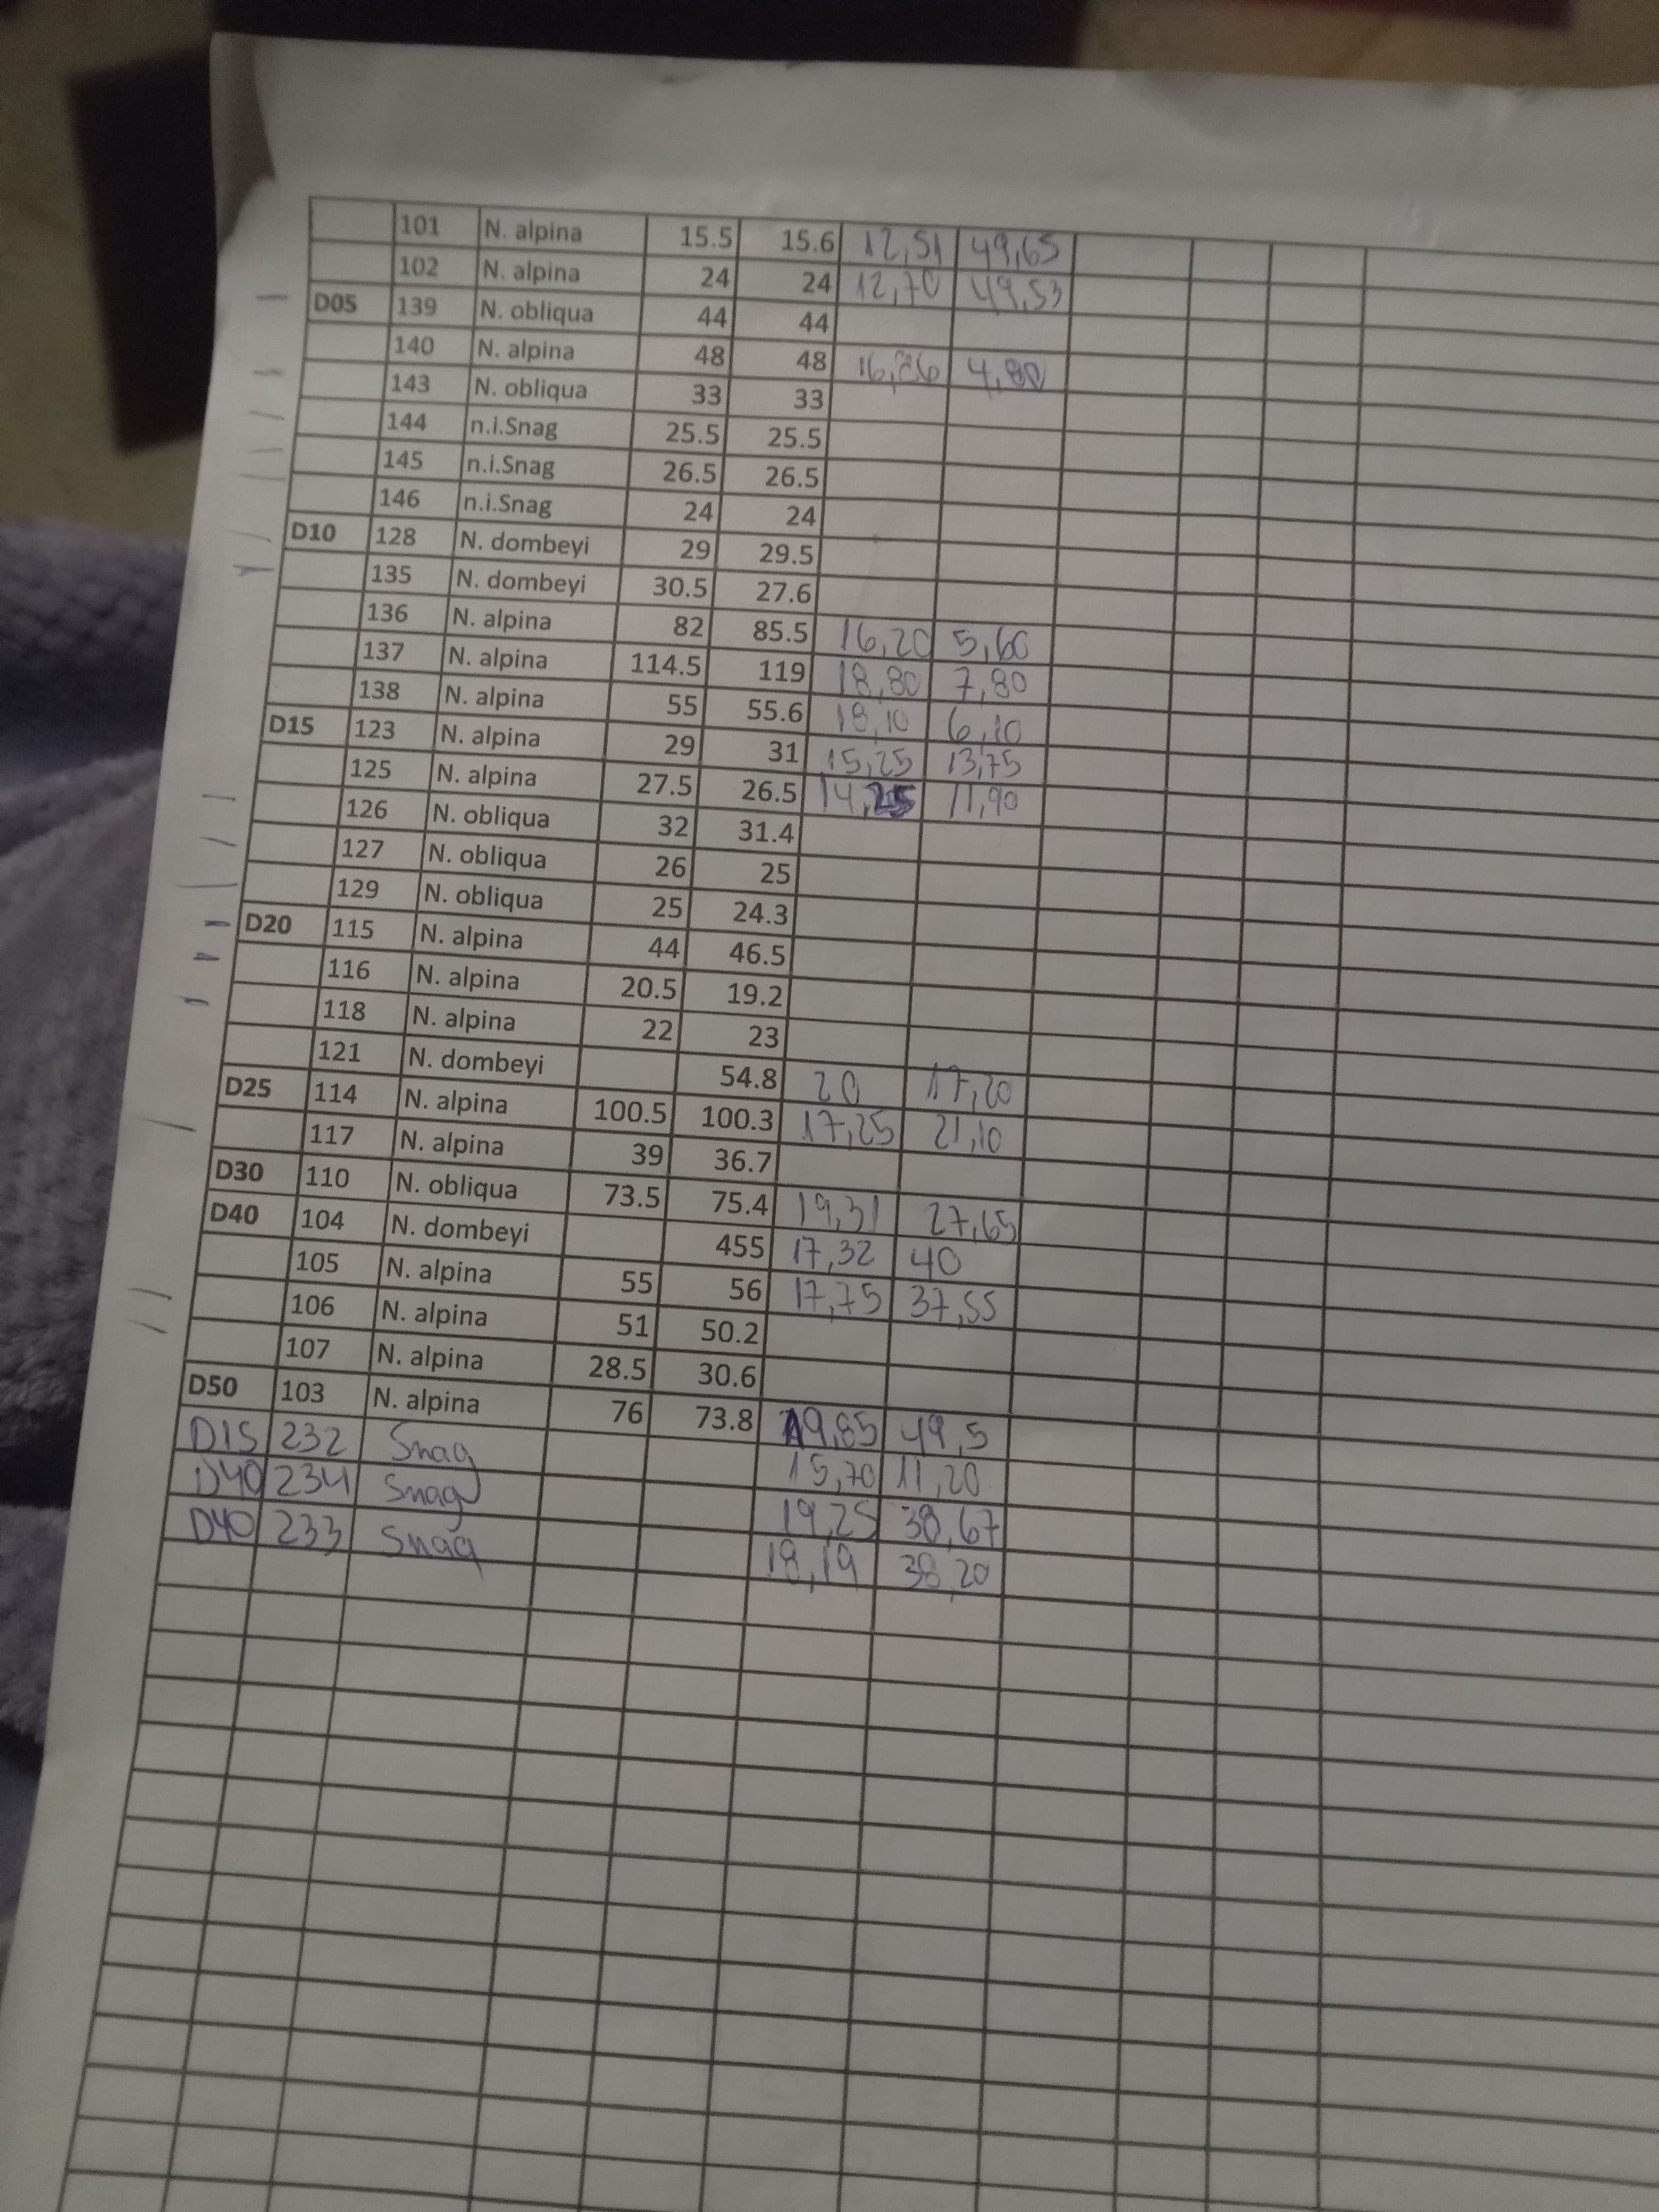 101 N. alpina 15.5 15.6 12,51 49,65
102 N. alpina 24 24 12,70 49,53
D05 139 N. obliqua 44 44
140 N. alpina 48 48 16,86 4,80
143 N. obliqua 33 33
144 n.i.Snag 25.5 25.5
145 n.i.Snag 26.5 26.5
146 n.i.Snag 24 24
D10 128 N. dombeyi 29 29.5
135 N. dombeyi 30.5 27.6
136 N. alpina 82 85.5 16,20 5,60
137 N. alpina 114.5 119 18,80 7,80
138 N. alpina 55 55.6 18,10 6,10
D15 123 N. alpina 29 31 15,25 13,75
125 N. alpina 27.5 26.5 14,25 11,90
126 N. obliqua 32 31.4
127 N. obliqua 26 25
129 N. obliqua 25 24.3
D20 115 N. alpina 44 46.5
116 N. alpina 20.5 19.2
118 N. alpina 22 23
121 N. dombeyi 54.8 20 17,20
D25 114 N. alpina 100.5 100.3 17,25 21,10
117 N. alpina 39 36.7
D30 110 N. obliqua 73.5 75.4 19,31 27,65
D40 104 N. dombeyi 455 17,32 40
105 N. alpina 55 56 17,75 37,55
106 N. alpina 51 50.2
107 N. alpina 28.5 30.6
D50 103 N. alpina 76 73.8 19,85 49,5
D15 232 Snag 15,70 11,20
D40 234 Snag 19,25 38,67
D40 233 Snag 18,19 38,20